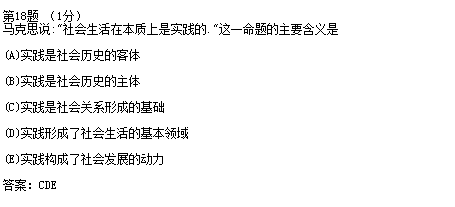 第18题 （1分）
马克思说:"社会生活在本质上是实践的."这一命题的主要含义是
(A)实践是社会历史的客体
(B)实践是社会历史的主体
(C)实践是社会关系形成的基础
(D)实践形成了社会生活的基本领域
(E)实践构成了社会发展的动力
答案: CDE